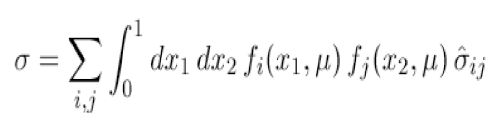 σ = ∑_{i,j} ∫_0^1 dx_1 dx_2 f_i(x_1, μ) f_j(x_2, μ) σ̂_{ij}